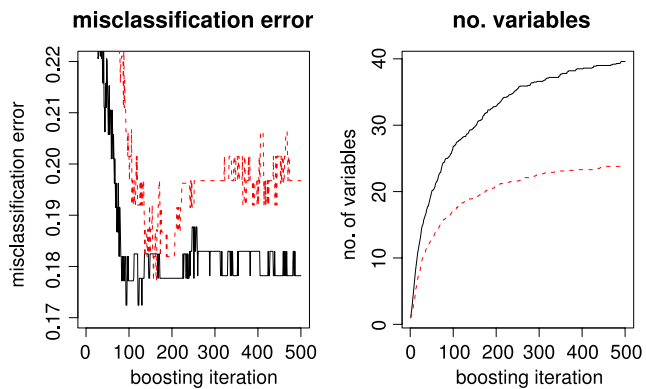 misclassification error
no. variables
misclassification error
0.17 0.18 0.19 0.20 0.21 0.22
0 100 200 300 400 500
boosting iteration
no. of variables
0 10 20 30 40
0 100 200 300 400 500
boosting iteration